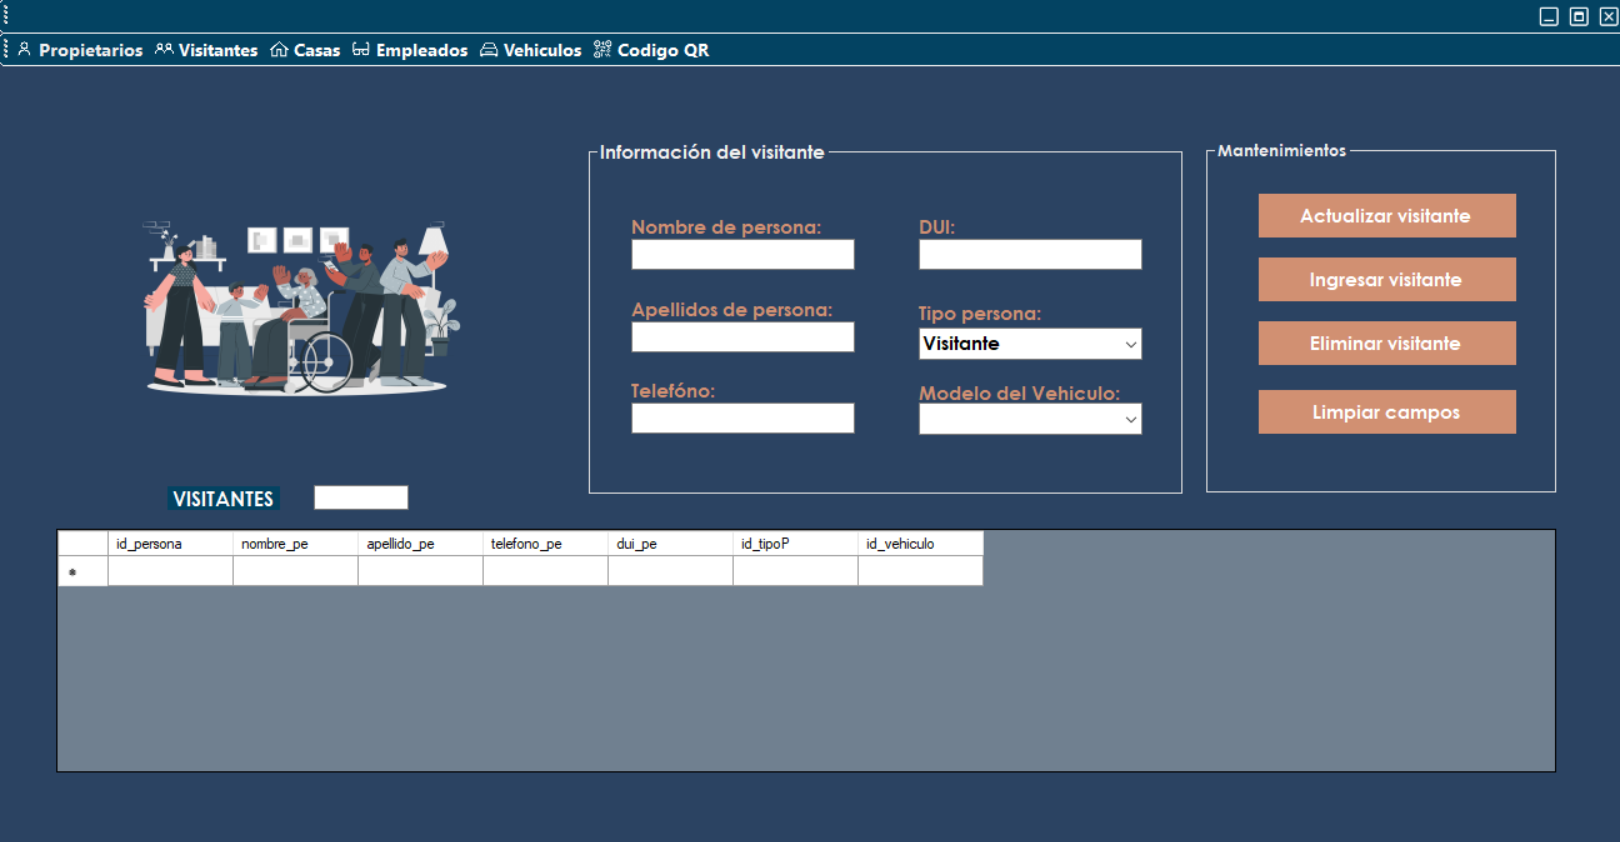 Propietarios Visitantes Casas Empleados Vehiculos Codigo QR
Información del visitante
Nombre de persona:
DUI:
Apellidos de persona:
Tipo persona:
Visitante
Telefóno:
Modelo del Vehiculo:
Mantenimientos
Actualizar visitante
Ingresar visitante
Eliminar visitante
Limpiar campos
VISITANTES
id_persona nombre_pe apellido_pe telefono_pe dui_pe id_tipoP id_vehiculo
*